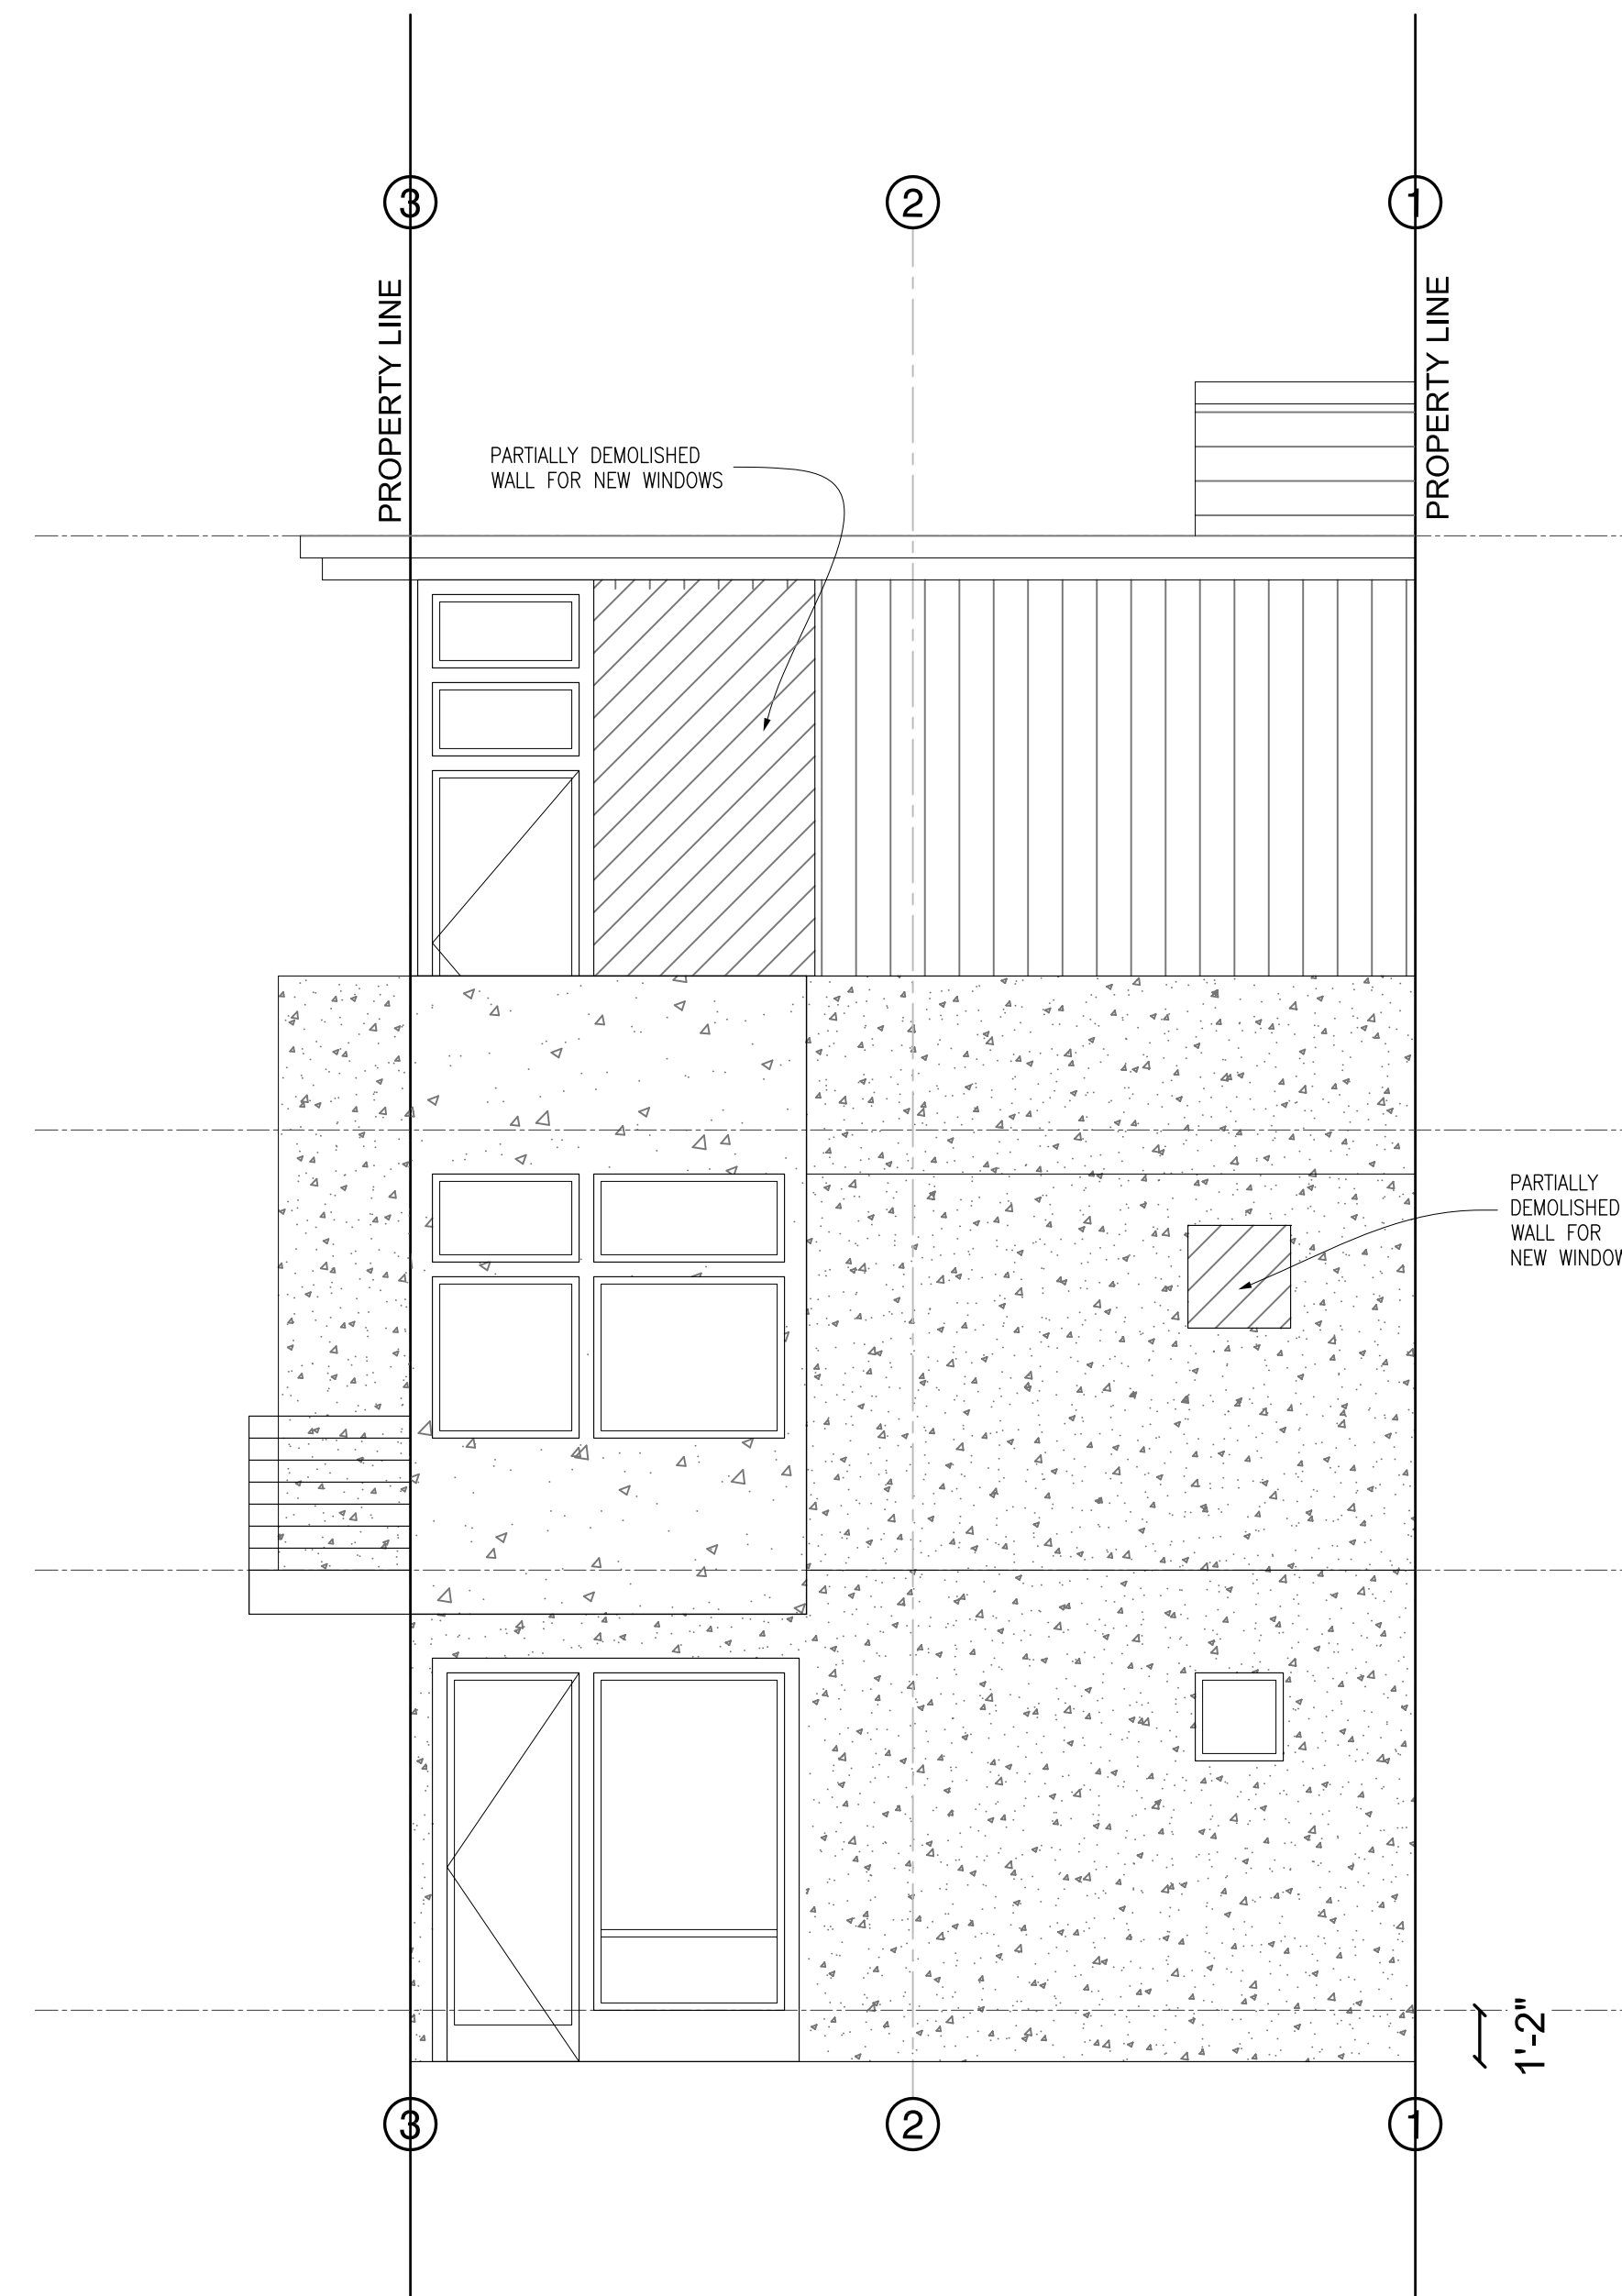 3
2
1
PROPERTY LINE
PROPERTY LINE
PARTIALLY DEMOLISHED
WALL FOR NEW WINDOWS
PARTIALLY
DEMOLISHED
WALL FOR
NEW
1'-2"
3
2
1